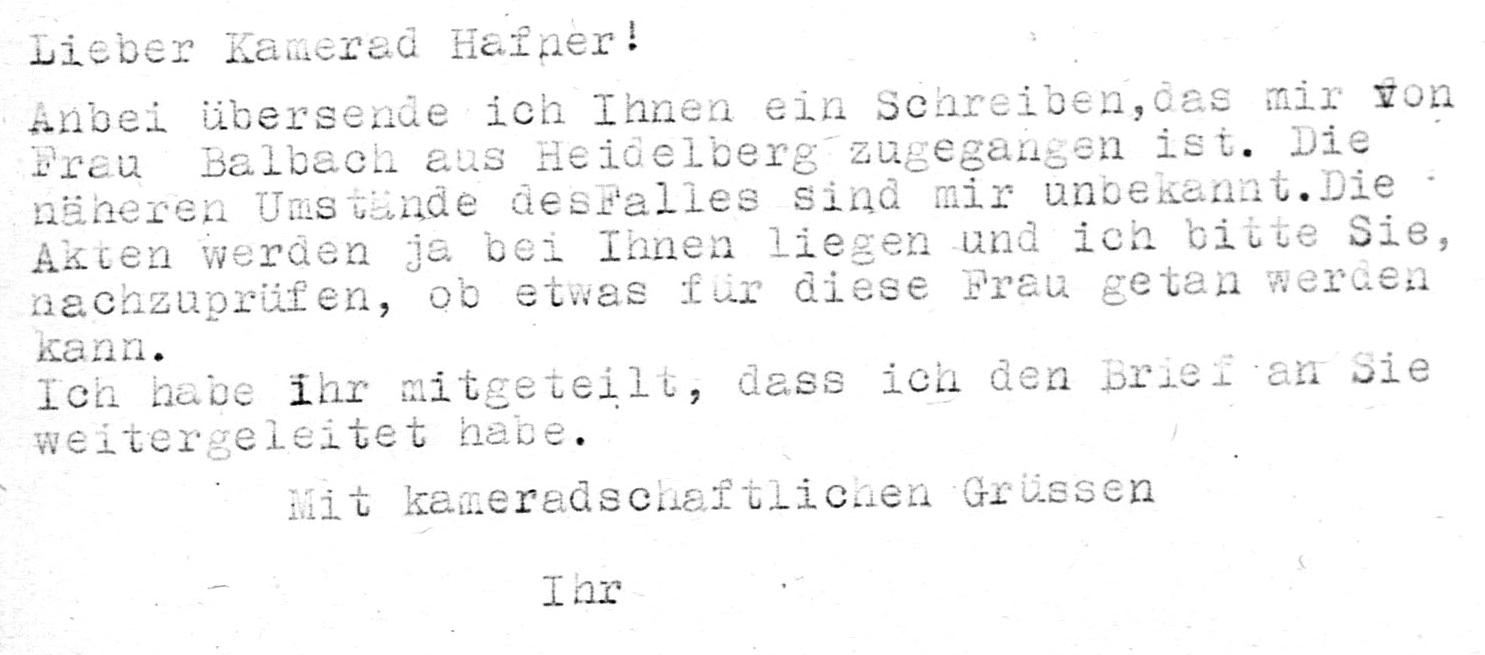 Lieber Kamerad Hafner!
Anbei übersende ich Ihnen ein Schreiben,das mir von
Frau Balbach aus Heidelberg zugegangen ist. Die
näheren Umstände desFalles sind mir unbekannt.Die
Akten werden ja bei Ihnen liegen und ich bitte Sie,
nachzuprüfen, ob etwas für diese Frau getan werden
kann.
Ich habe ihr mitgeteilt, dass ich den Brief an Sie
weitergeleitet habe.
Mit kameradschaftlichen Grüssen
Ihr